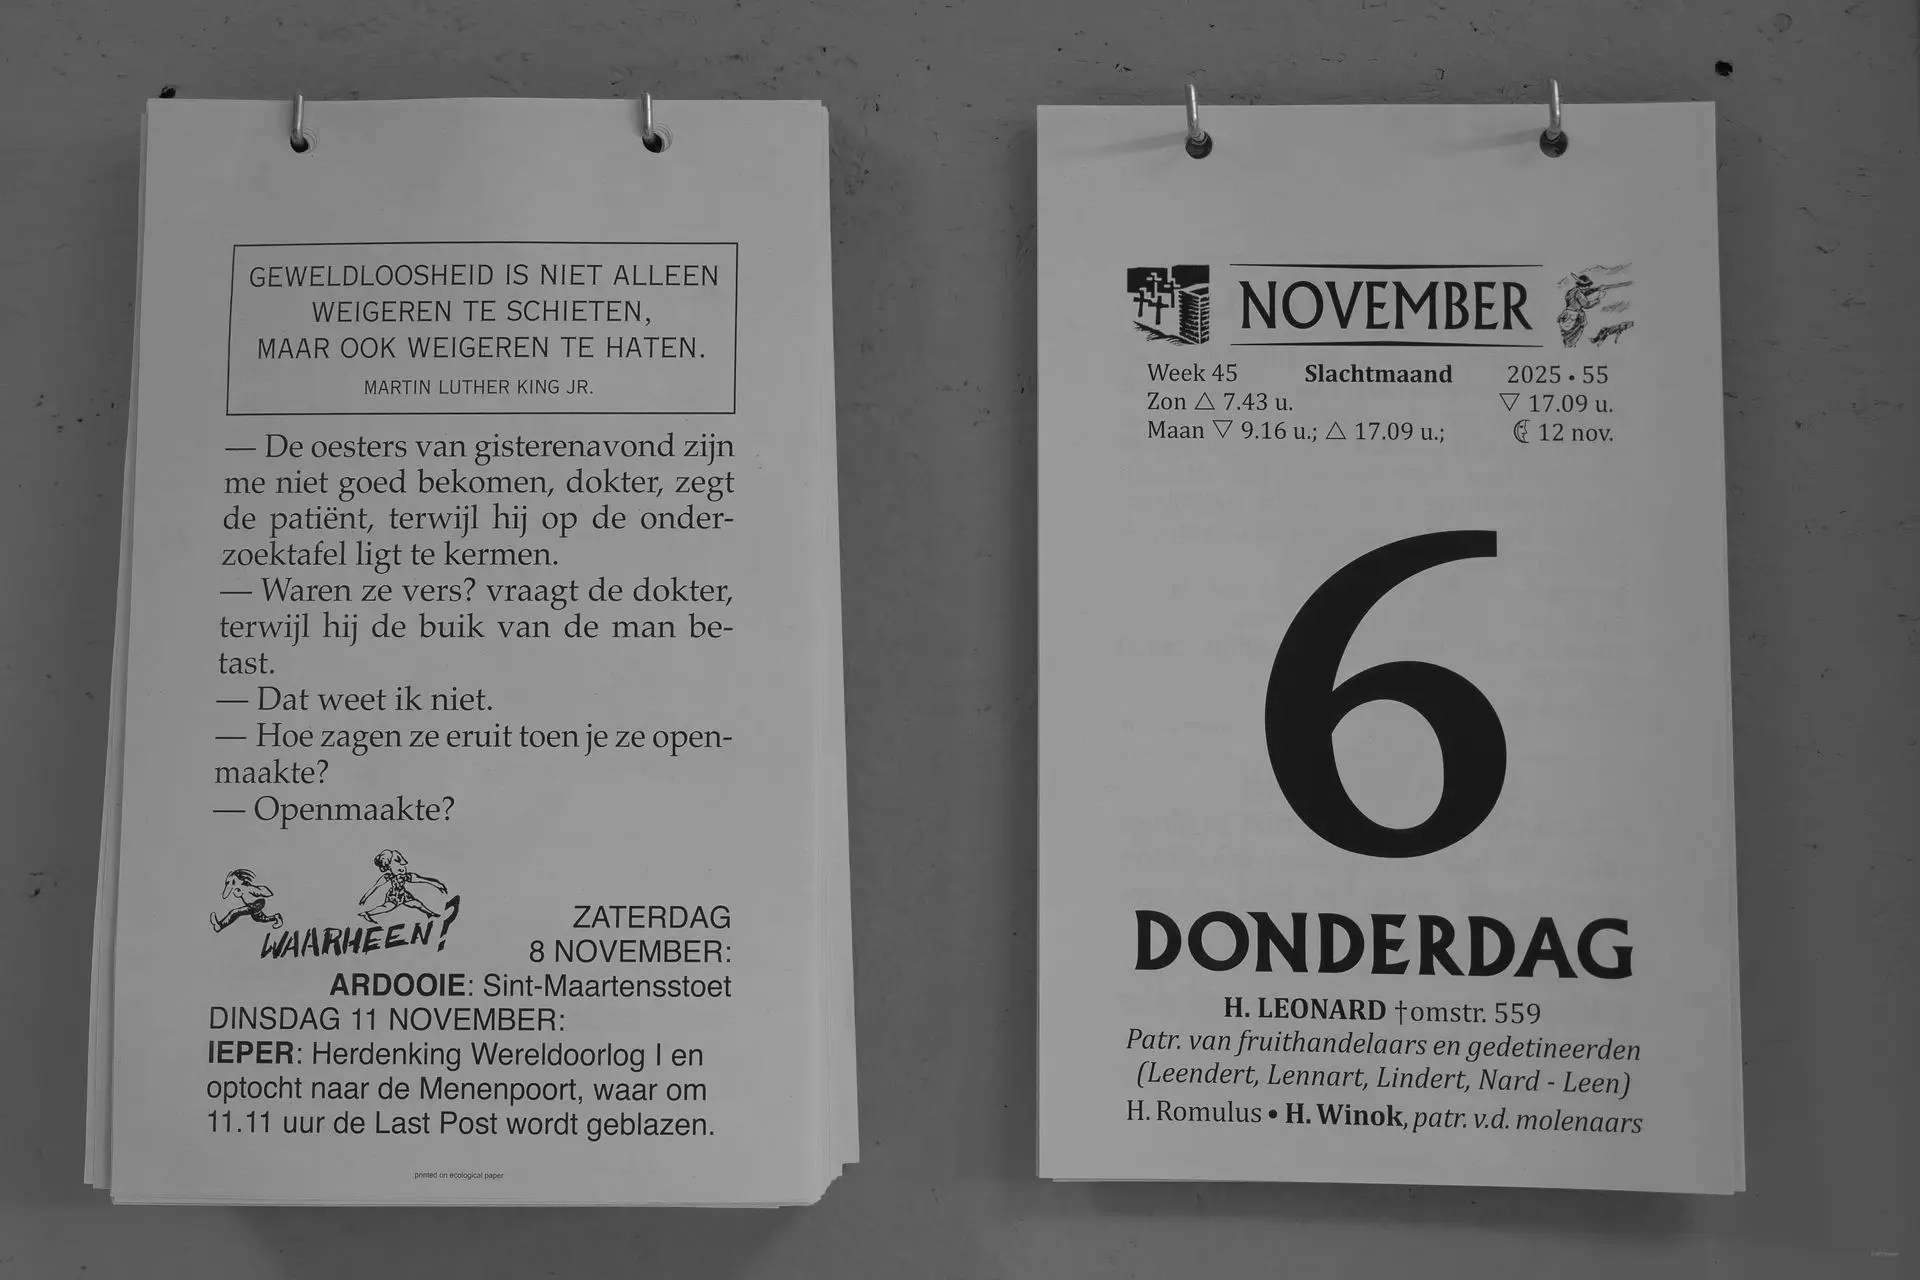 GEWELDLOOSHEID IS NIET ALLEEN
WEIGEREN TE SCHIETEN,
MAAR OOK WEIGEREN TE HATEN.
MARTIN LUTHER KING JR.
— De oesters van gisterenavond zijn
me niet goed bekomen, dokter, zegt
de patiënt, terwijl hij op de onder-
zoektafel ligt te kermen.
— Waren ze vers? vraagt de dokter,
terwijl hij de buik van de man be-
tast.
— Dat weet ik niet.
— Hoe zagen ze eruit toen je ze open-
maakte?
— Openmaakte?
WAARHEEN?
ZATERDAG
8 NOVEMBER:
ARDOOIE: Sint-Maartensstoet
DINSDAG 11 NOVEMBER:
IEPER: Herdenking Wereldoorlog I en
optocht naar de Menenpoort, waar om
11.11 uur de Last Post wordt geblazen.
printed on ecological paper
NOVEMBER
Week 45 Slachtmaand 2025 • 55
Zon △ 7.43 u. ▽ 17.09 u.
Maan ▽ 9.16 u.; △ 17.09 u.; ☾ 12 nov.
6
DONDERDAG
H. LEONARD †omstr. 559
Patr. van fruithandelaars en gedetineerden
(Leendert, Lennart, Lindert, Nard - Leen)
H. Romulus • H. Winok, patr. v.d. molenaars